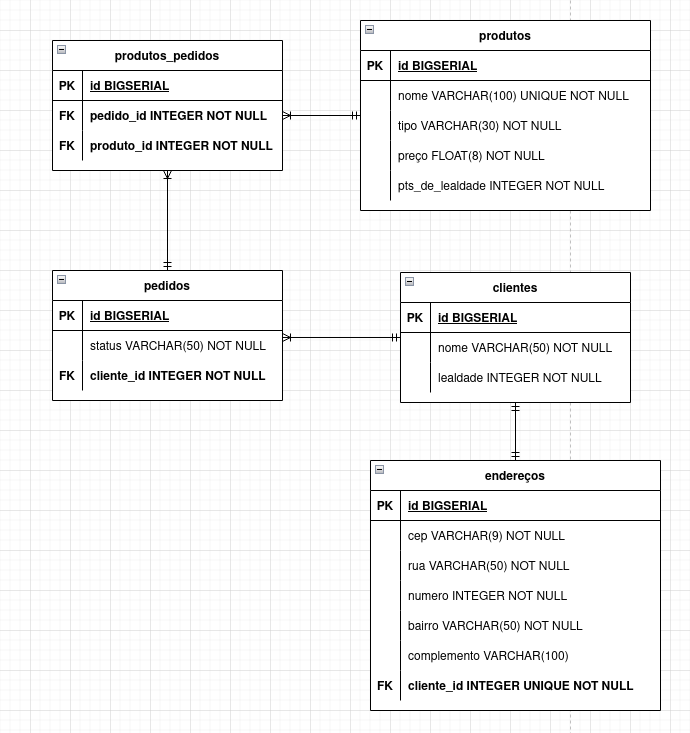 produtos_pedidos
PK id BIGSERIAL
FK pedido_id INTEGER NOT NULL
FK produto_id INTEGER NOT NULL
produtos
PK id BIGSERIAL
nome VARCHAR(100) UNIQUE NOT NULL
tipo VARCHAR(30) NOT NULL
preço FLOAT(8) NOT NULL
pts_de_lealdade INTEGER NOT NULL
pedidos
PK id BIGSERIAL
status VARCHAR(50) NOT NULL
FK cliente_id INTEGER NOT NULL
clientes
PK id BIGSERIAL
nome VARCHAR(50) NOT NULL
lealdade INTEGER NOT NULL
endereços
PK id BIGSERIAL
cep VARCHAR(9) NOT NULL
rua VARCHAR(50) NOT NULL
numero INTEGER NOT NULL
bairro VARCHAR(50) NOT NULL
complemento VARCHAR(100)
FK cliente_id INTEGER UNIQUE NOT NULL